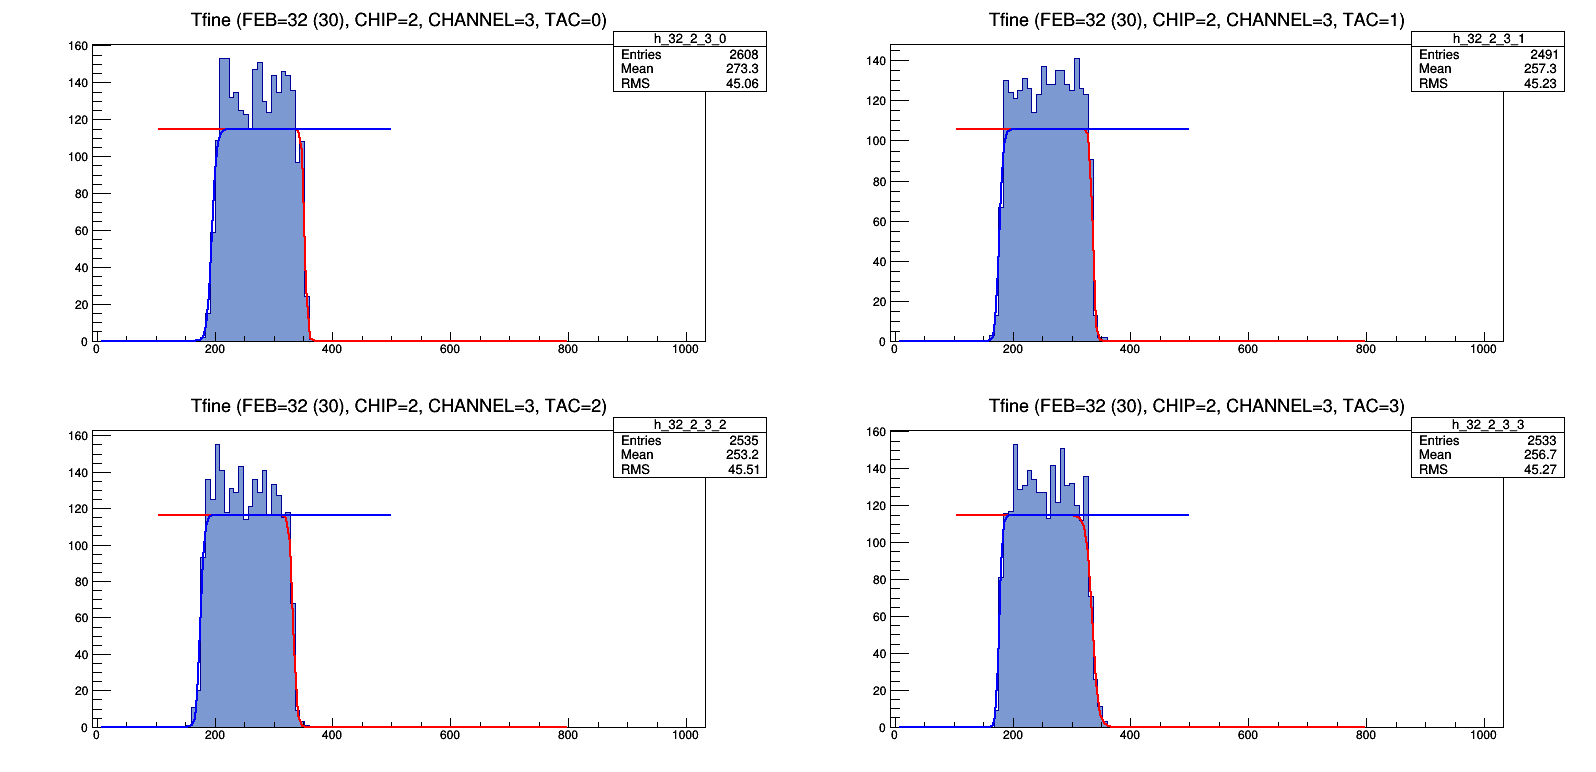 Tfine (FEB=32 (30), CHIP=2, CHANNEL=3, TAC=0)
h_32_2_3_0
Entries 2608
Mean 273.3
RMS 45.06
160
140
120
100
80
60
40
20
0
0 200 400 600 800 1000
Tfine (FEB=32 (30), CHIP=2, CHANNEL=3, TAC=1)
h_32_2_3_1
Entries 2491
Mean 257.3
RMS 45.23
140
120
100
80
60
40
20
0
0 200 400 600 800 1000
Tfine (FEB=32 (30), CHIP=2, CHANNEL=3, TAC=2)
h_32_2_3_2
Entries 2535
Mean 253.2
RMS 45.51
160
140
120
100
80
60
40
20
0
0 200 400 600 800 1000
Tfine (FEB=32 (30), CHIP=2, CHANNEL=3, TAC=3)
h_32_2_3_3
Entries 2533
Mean 256.7
RMS 45.27
160
140
120
100
80
60
40
20
0
0 200 400 600 800 1000